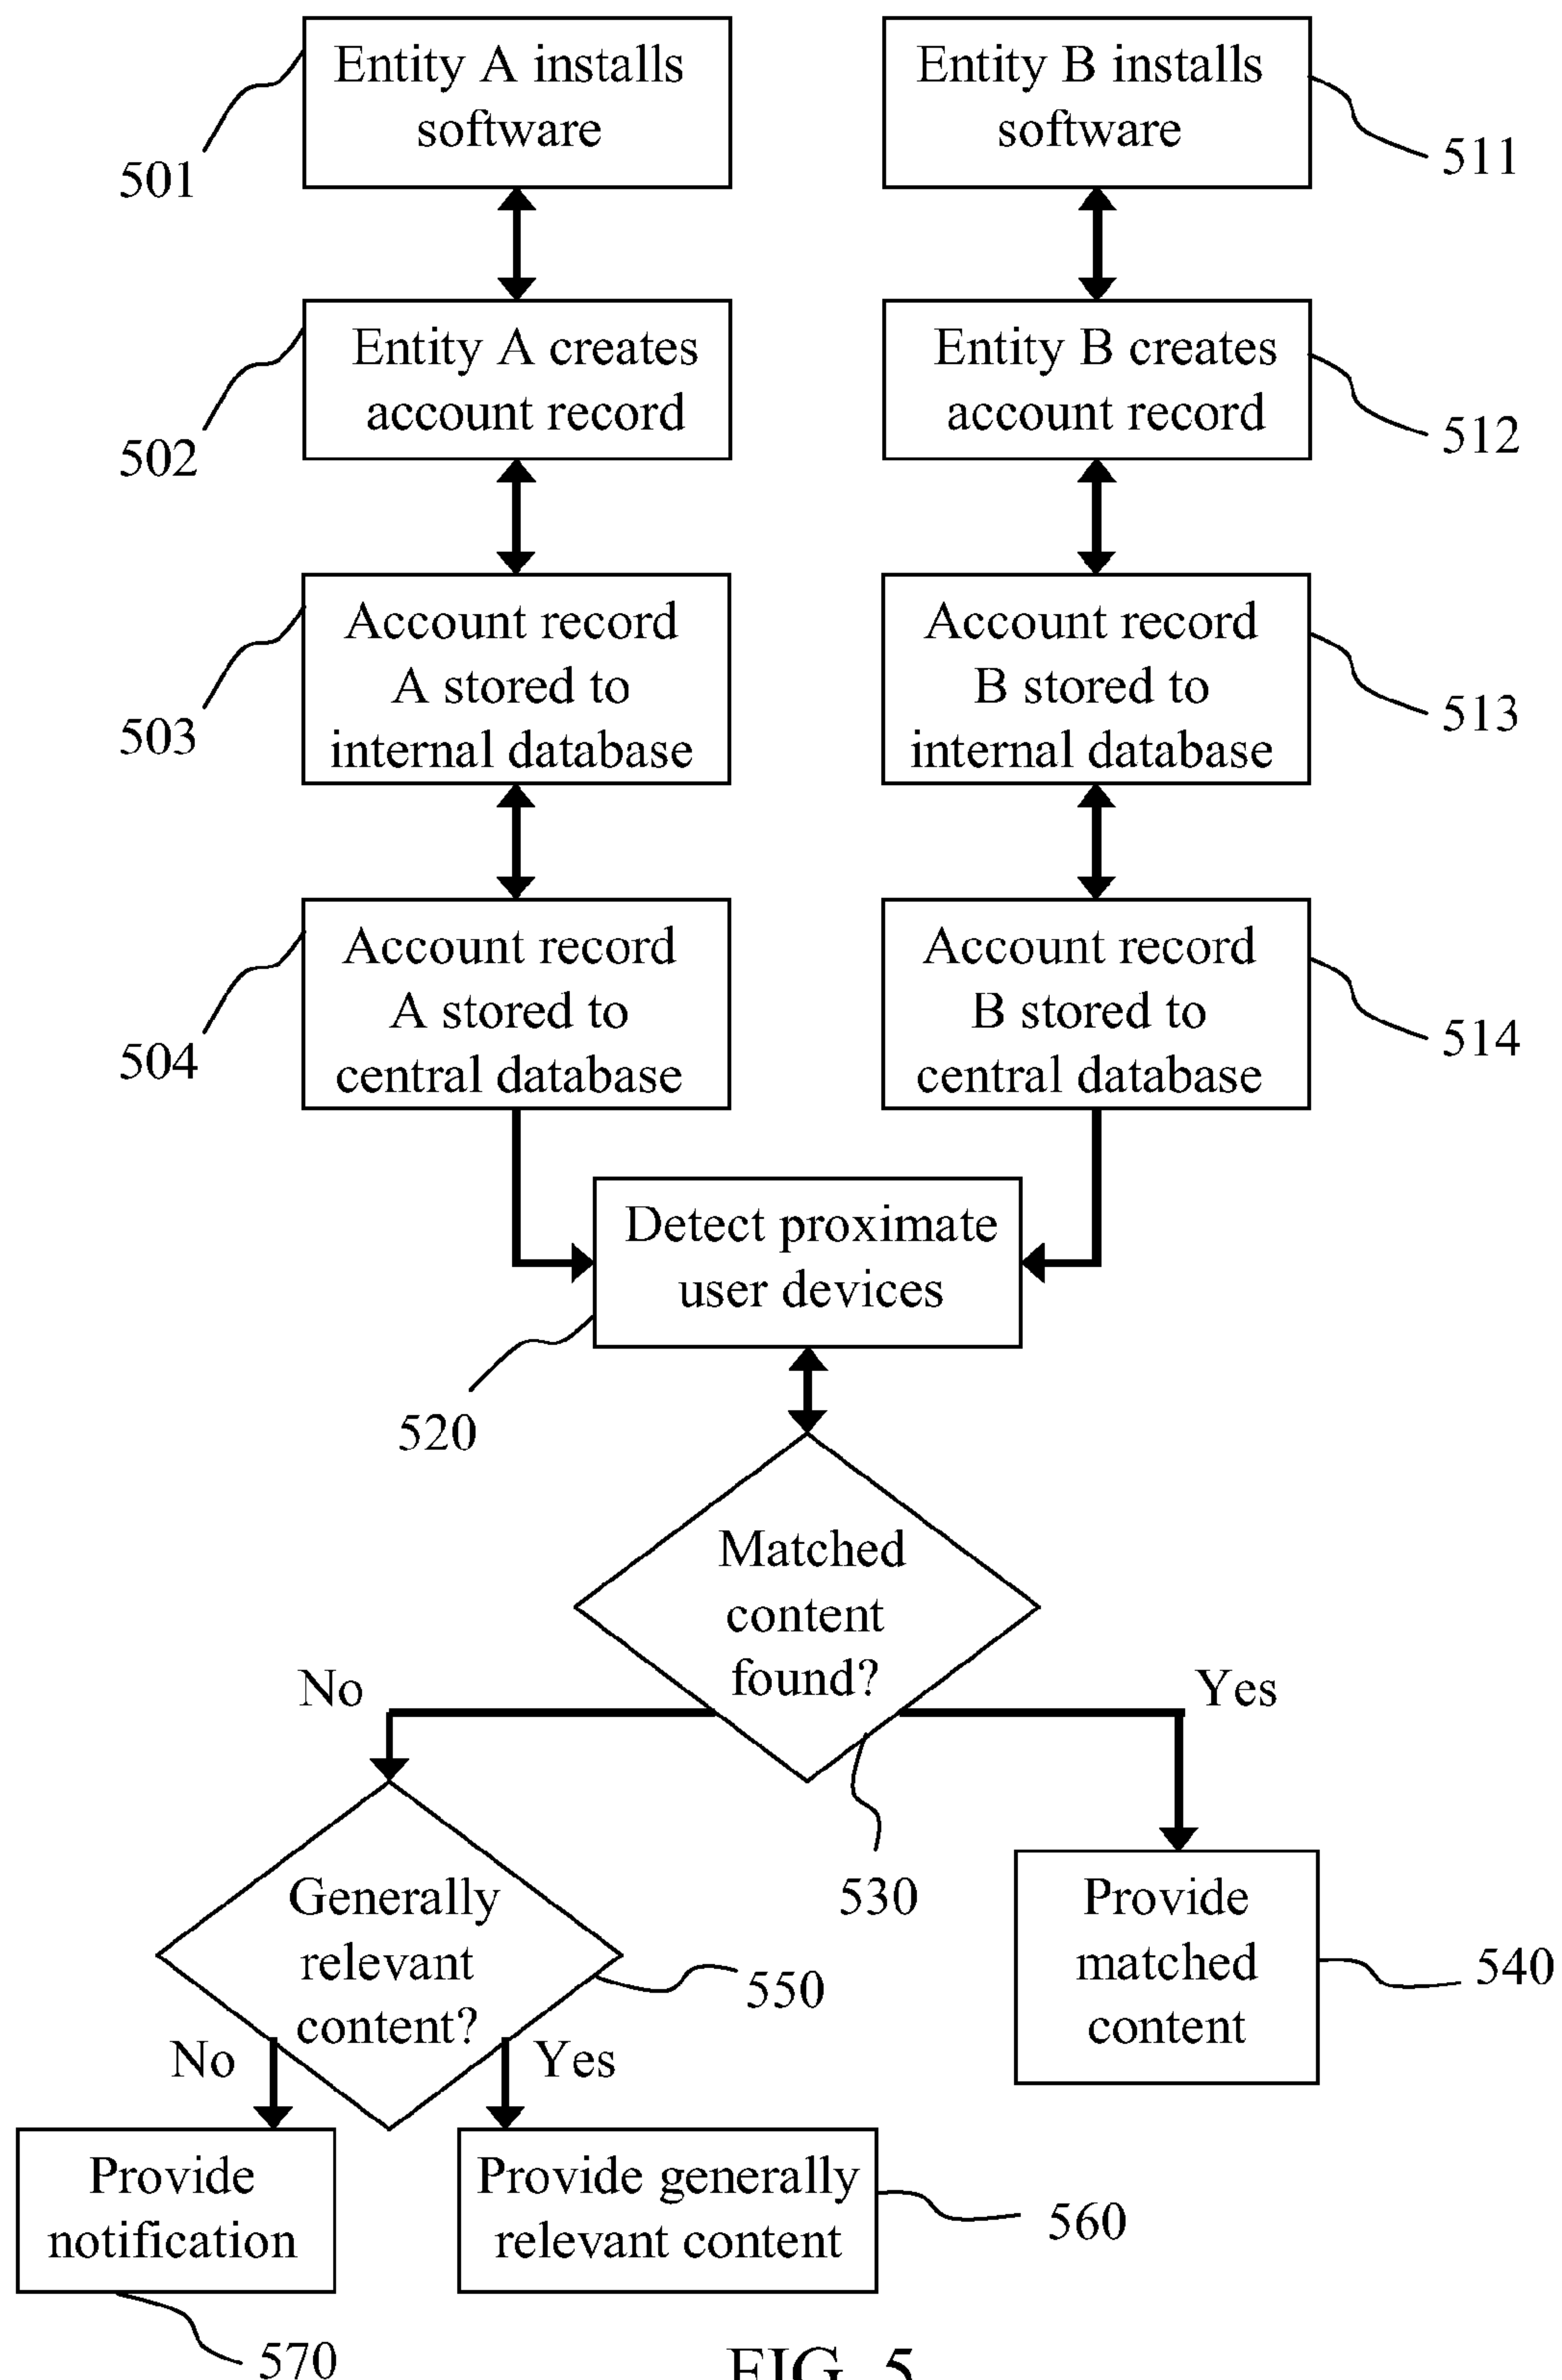 Entity A installs
software
501
Entity B installs
software
511
Entity A creates
account record
502
Entity B creates
account record
512
Account record
A stored to
internal database
503
Account record
B stored to
internal database
513
Account record
A stored to
central database
504
Account record
B stored to
central database
514
Detect proximate
user devices
520
Matched
content
found?
530
No
Yes
Generally
relevant
content?
550
Provide
matched
content
540
No
Yes
Provide
notification
570
Provide generally
relevant content
560
FIG. 5